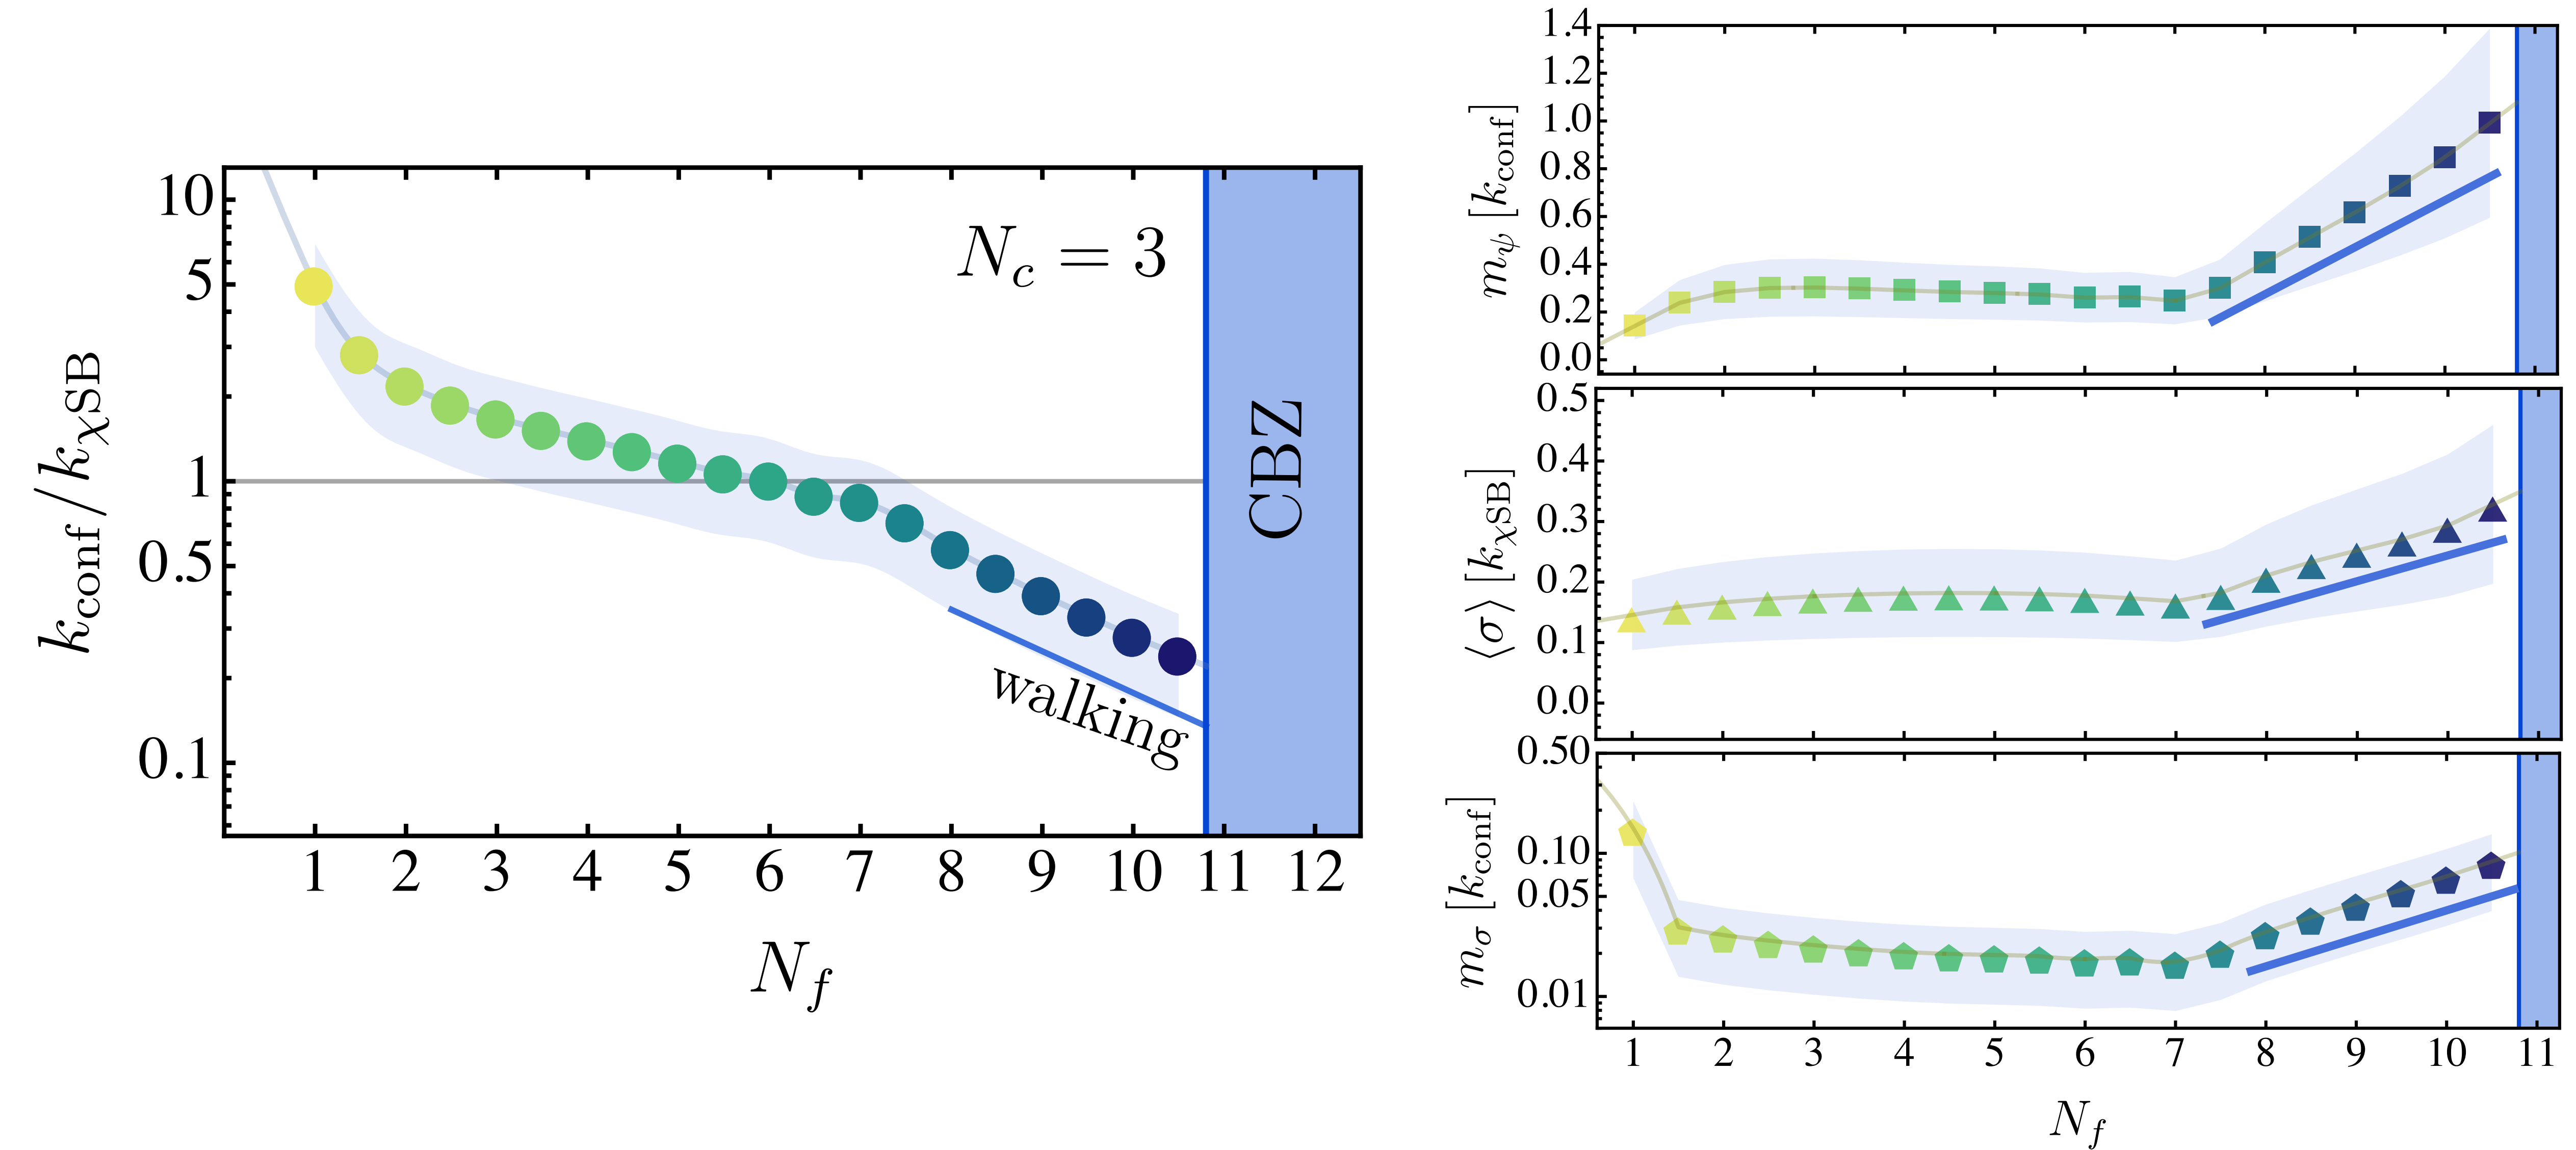 10
5
1
0.5
0.1
k_conf/k_χSB
N_c = 3
CBZ
walking
1 2 3 4 5 6 7 8 9 10 11 12
N_f
1.4
1.2
1.0
0.8
0.6
0.4
0.2
0.0
m_ψ [k_conf]
0.5
0.4
0.3
0.2
0.1
0.0
⟨σ⟩ [k_χSB]
0.50
0.10
0.05
0.01
m_σ [k_conf]
1 2 3 4 5 6 7 8 9 10 11
N_f